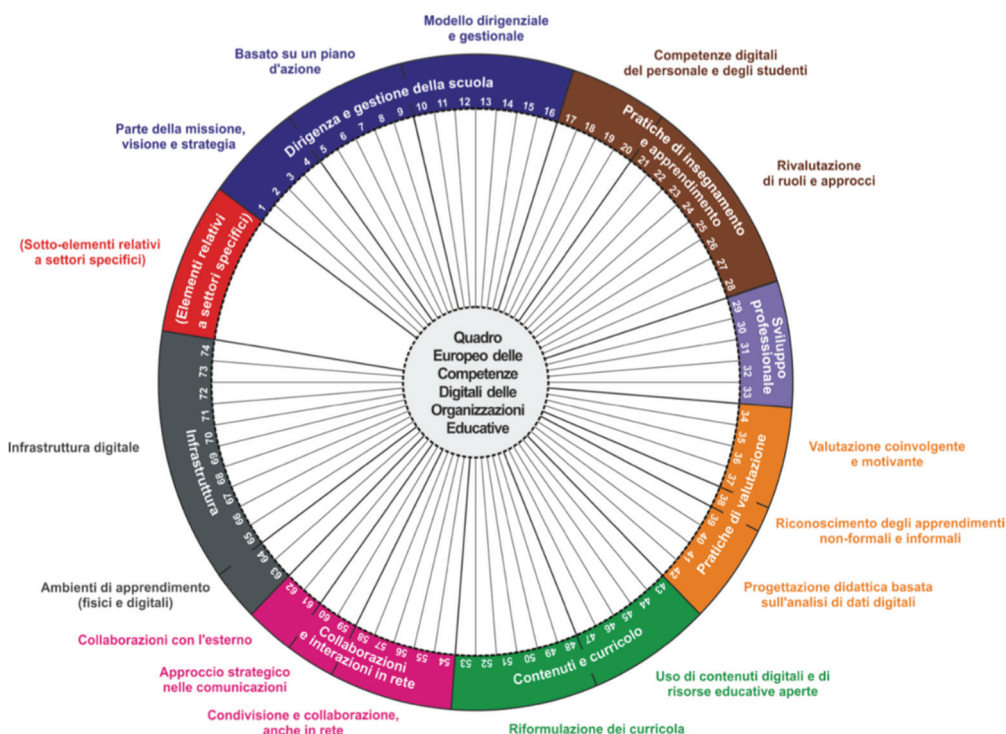 Modello dirigenziale
e gestionale
Basato su un piano
d'azione
Competenze digitali
del personale e degli studenti
Parte della missione,
visione e strategia
Rivalutazione
di ruoli e approcci
(Sotto-elementi relativi
a settori specifici)
Dirigenza e gestione della scuola
1 2 3 4 5 6 7 8 9 10 11 12 13 14 15 16
Pratiche di insegnamento
e apprendimento
17 18 19 20 21 22 23 24 25 26 27 28
Sviluppo
professionale
29 30 31 32 33
Pratiche di valutazione
34 35 36 37 38 39 40 41 42
Contenuti e curricolo
43 44 45 46 47 48 49 50 51 52 53
Collaborazioni
e interazioni in rete
54 55 56 57 58 59 60 61 62
Infrastruttura
63 64 65 66 67 68 69 70 71 72 73 74
(Elementi relativi
a settori specifici)
Quadro
Europeo delle
Competenze
Digitali delle
Organizzazioni
Educative
Infrastruttura digitale
Valutazione coinvolgente
e motivante
Riconoscimento degli apprendimenti
non-formali e informali
Ambienti di apprendimento
(fisici e digitali)
Progettazione didattica basata
sull'analisi di dati digitali
Collaborazioni con l'esterno
Approccio strategico
nelle comunicazioni
Uso di contenuti digitali e di
risorse educative aperte
Condivisione e collaborazione,
anche in rete
Riformulazione dei curricola